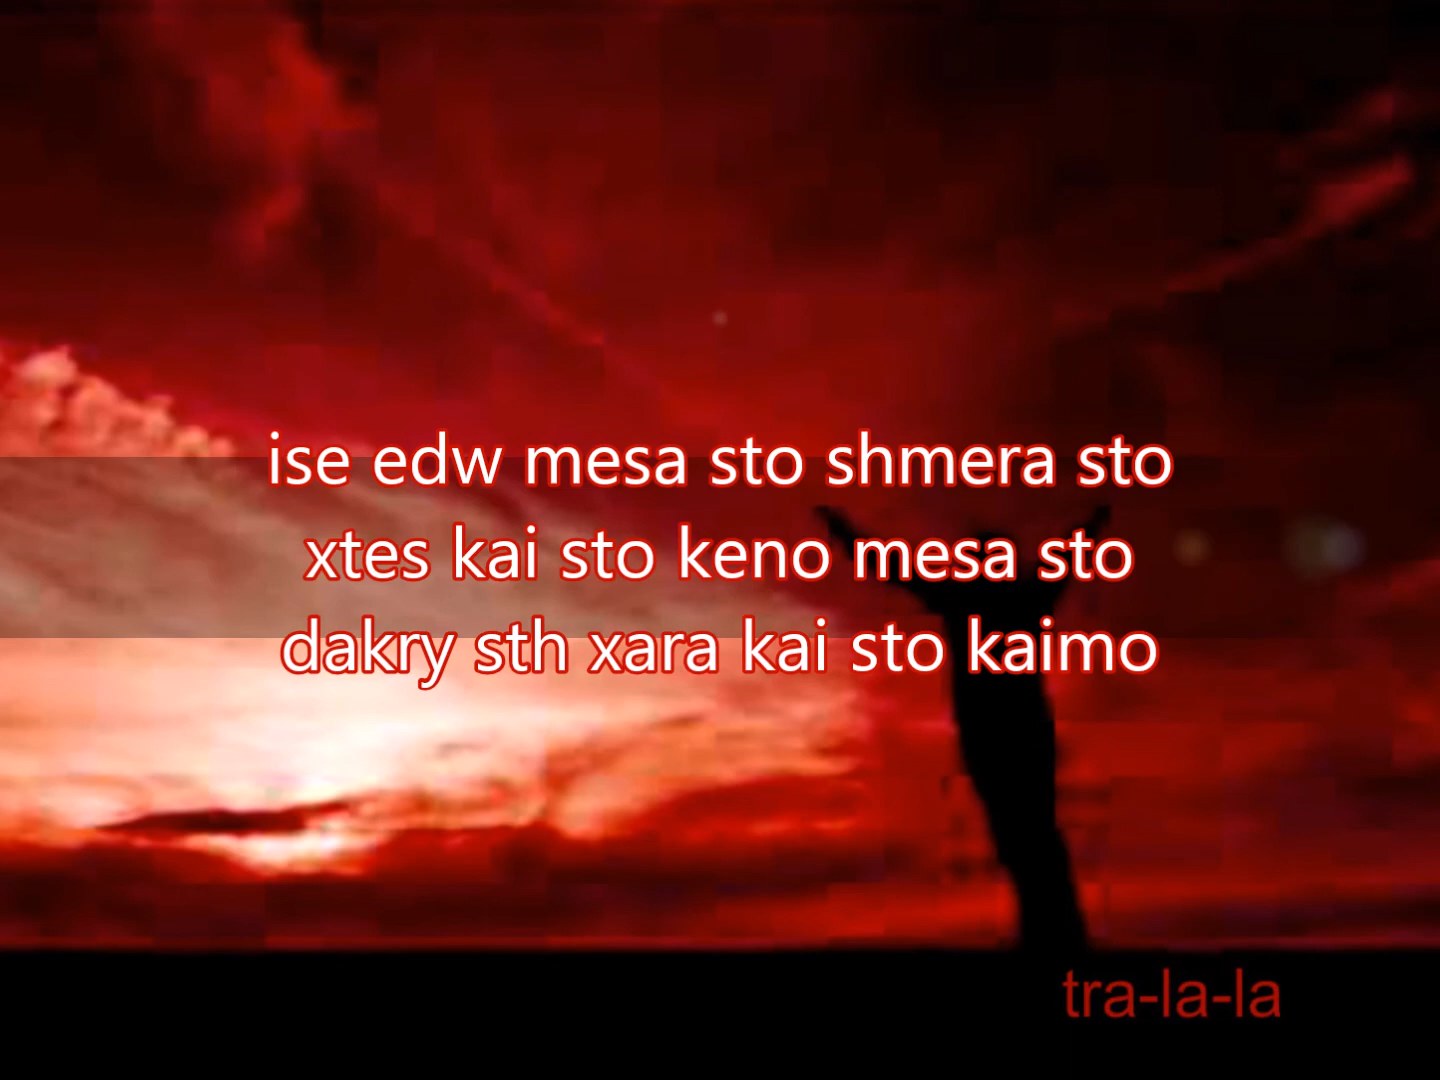 ise edw mesa sto shmera sto
xtes kai sto keno mesa sto
dakry sth xara kai sto kaimo
tra-la-la